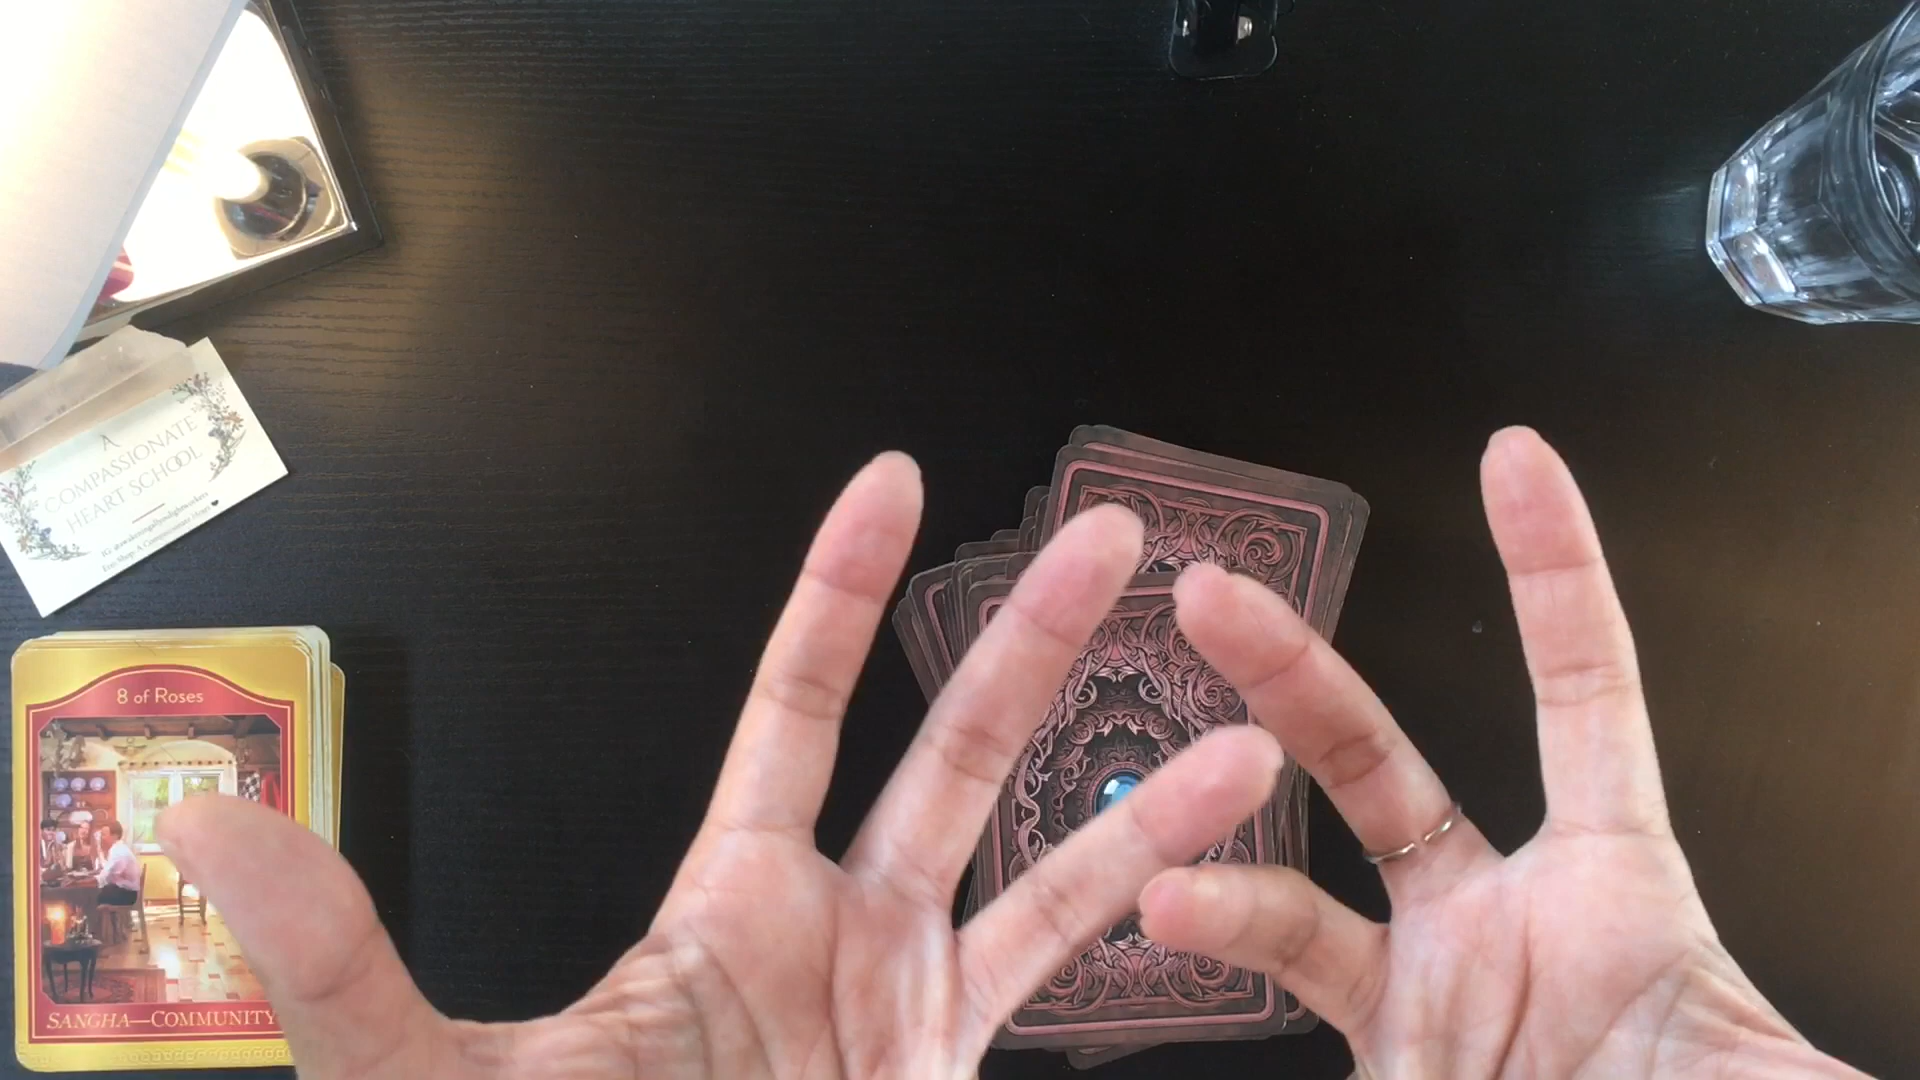 A
COMPASSIONATE
HEART SCHOOL
8 of Roses
SANGHA—COMMUNITY